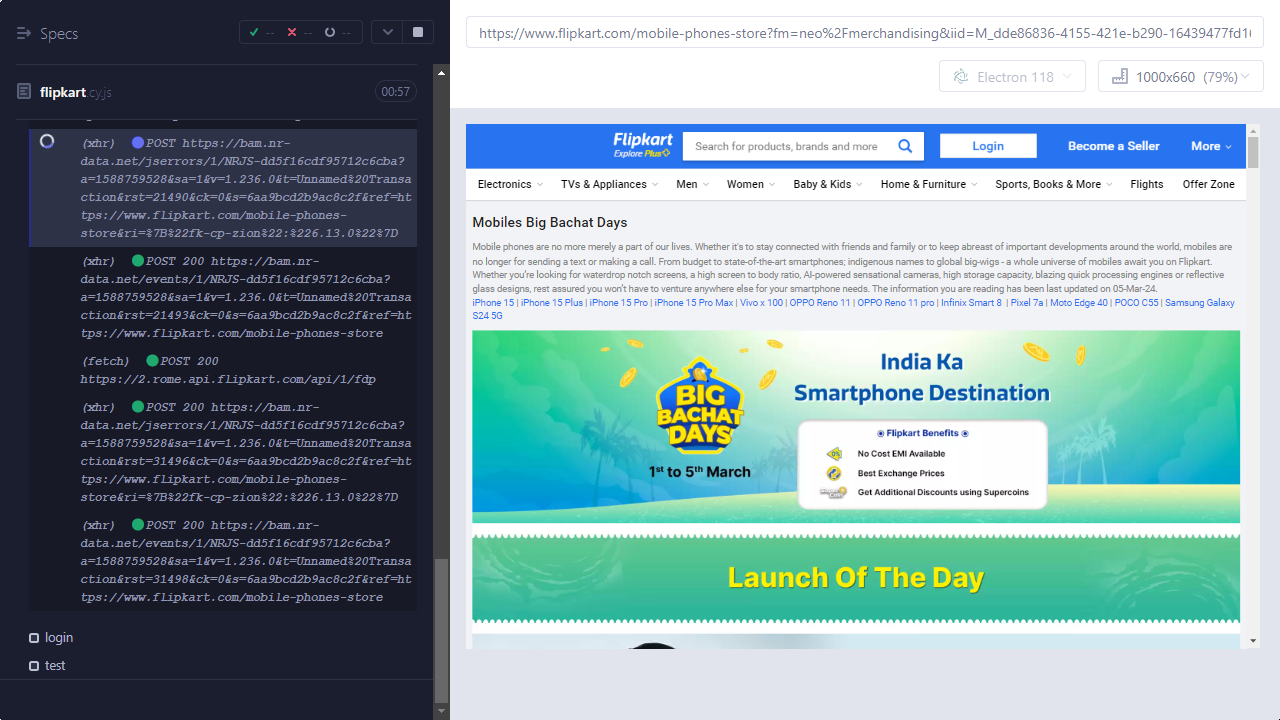 Specs
-- -- --
flipkart.cy.js
00:57
(xhr) POST https://bam.nr-
data.net/jserrors/1/NRJS-dd5f16cdf95712c6cba?
a=1588759528&sa=1&v=1.236.0&t=Unnamed%20Transa
ction&rst=21490&ck=0&s=6aa9bcd2b9ac8c2f&ref=ht
tps://www.flipkart.com/mobile-phones-
store&ri=%7B%22fk-cp-zion%22:%226.13.0%22%7D
(xhr) POST 200 https://bam.nr-
data.net/events/1/NRJS-dd5f16cdf95712c6cba?
a=1588759528&sa=1&v=1.236.0&t=Unnamed%20Transa
ction&rst=21493&ck=0&s=6aa9bcd2b9ac8c2f&ref=ht
tps://www.flipkart.com/mobile-phones-store
(fetch) POST 200
https://2.rome.api.flipkart.com/api/1/fdp
(xhr) POST 200 https://bam.nr-
data.net/jserrors/1/NRJS-dd5f16cdf95712c6cba?
a=1588759528&sa=1&v=1.236.0&t=Unnamed%20Transa
ction&rst=31496&ck=0&s=6aa9bcd2b9ac8c2f&ref=ht
tps://www.flipkart.com/mobile-phones-
store&ri=%7B%22fk-cp-zion%22:%226.13.0%22%7D
(xhr) POST 200 https://bam.nr-
data.net/events/1/NRJS-dd5f16cdf95712c6cba?
a=1588759528&sa=1&v=1.236.0&t=Unnamed%20Transa
ction&rst=31498&ck=0&s=6aa9bcd2b9ac8c2f&ref=ht
tps://www.flipkart.com/mobile-phones-store
login
test
https://www.flipkart.com/mobile-phones-store?fm=neo%2Fmerchandising&iid=M_dde86836-4155-421e-b290-16439477fd1
Electron 118
1000x660 (79%)
Flipkart
Explore Plus
Search for products, brands and more
Login
Become a Seller
More
Electronics
TVs & Appliances
Men
Women
Baby & Kids
Home & Furniture
Sports, Books & More
Flights
Offer Zone
Mobiles Big Bachat Days
Mobile phones are no more merely a part of our lives. Whether it's to stay connected with friends and family or to keep abreast of important developments around the world, mobiles are
no longer for sending a text or making a call. From budget to state-of-the-art smartphones; indigenous names to global big-wigs - a whole universe of mobiles await you on Flipkart.
Whether you're looking for waterdrop notch screens, a high screen to body ratio, AI-powered sensational cameras, high storage capacity, blazing quick processing engines or reflective
glass designs, rest assured you won't have to venture anywhere else for your smartphone needs. The information you are reading has been last updated on 05-Mar-24.
iPhone 15 | iPhone 15 Plus | iPhone 15 Pro | iPhone 15 Pro Max | Vivo x 100 | OPPO Reno 11 | OPPO Reno 11 pro | Infinix Smart 8 | Pixel 7a | Moto Edge 40 | POCO C55 | Samsung Galaxy
S24 5G
BIG
BACHAT
DAYS
1st to 5th March
India Ka
Smartphone Destination
Flipkart Benefits
No Cost EMI Available
Best Exchange Prices
Get Additional Discounts using Supercoins
Launch Of The Day